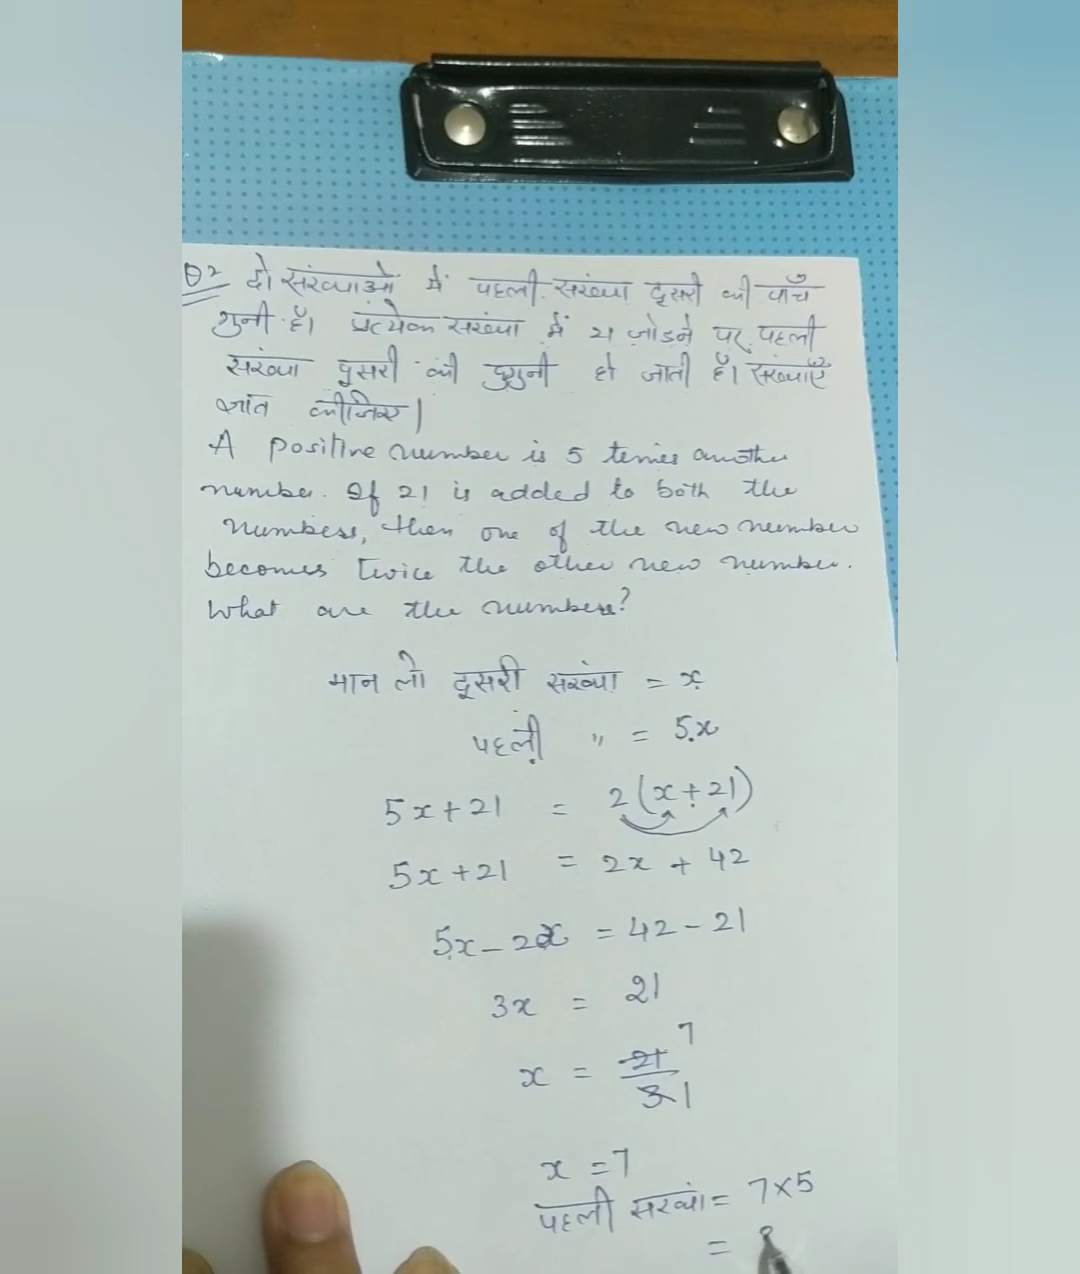 Q2 दो संख्याओं में पहली संख्या दूसरी की पाँच
गुनी है। प्रत्येक संख्या में 21 जोडने पर पहली
संख्या दूसरी की दुगुनी हो जाती है। संख्याएँ
ज्ञात कीजिए।
A positive number is 5 times another
number. If 21 is added to both the
numbers, then one of the new number
becomes twice the other new number.
What are the numbers?
मान लो दूसरी संख्या = x
पहली " = 5x
5x+21 = 2(x+21)
5x+21 = 2x + 42
5x-2x = 42-21
3x = 21
x = 21/3 7 1
x = 7
पहली संख्या = 7×5
=